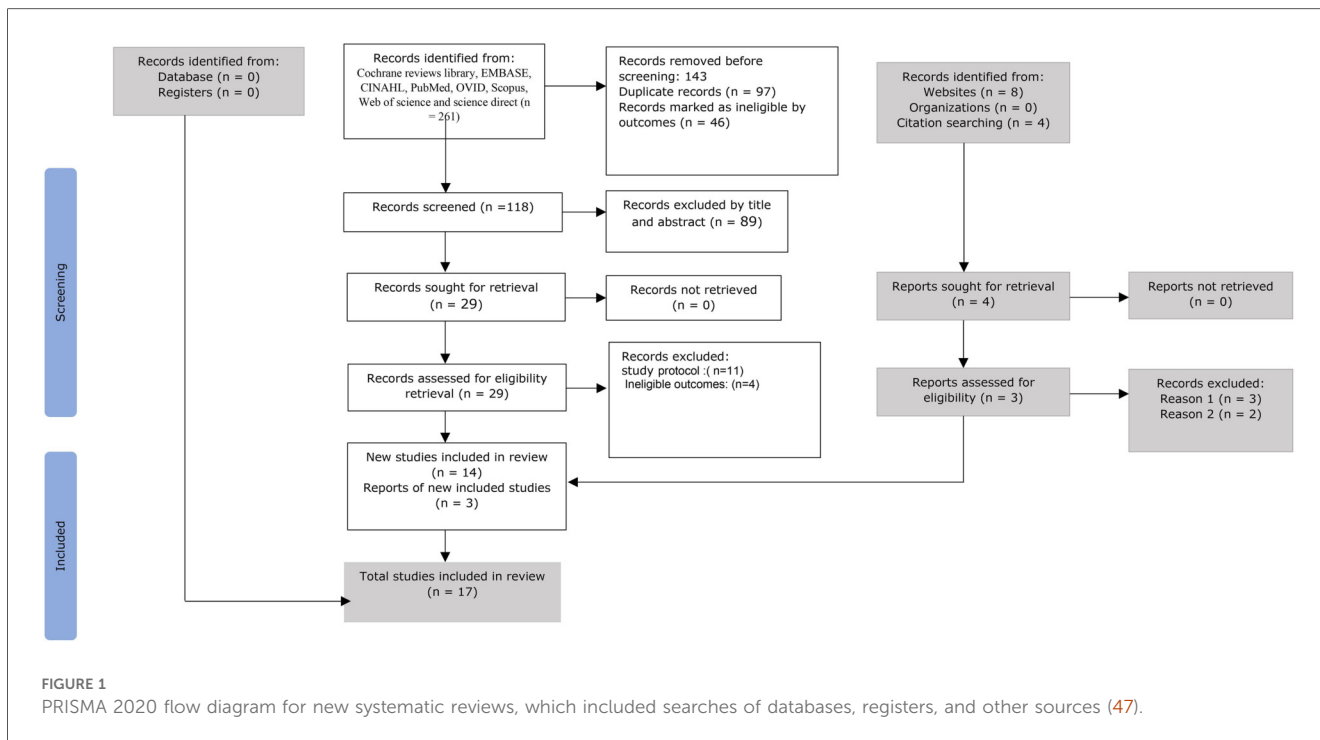 Records identified from:
Database (n = 0)
Registers (n = 0)
Records identified from:
Cochrane reviews library, EMBASE,
CINAHL, PubMed, OVID, Scopus,
Web of science and science direct (n
= 261)
Records removed before
screening: 143
Duplicate records (n = 97)
Records marked as ineligible by
outcomes (n = 46)
Records identified from:
Websites (n = 8)
Organizations (n = 0)
Citation searching (n = 4)
Screening
Records screened (n =118)
Records excluded by title
and abstract (n = 89)
Records sought for retrieval
(n = 29)
Records not retrieved
(n = 0)
Reports sought for retrieval
(n = 4)
Reports not retrieved
(n = 0)
Records assessed for eligibility
retrieval (n = 29)
Records excluded:
study protocol :( n=11)
Ineligible outcomes: (n=4)
Reports assessed for
eligibility (n = 3)
Records excluded:
Reason 1 (n = 3)
Reason 2 (n = 2)
Included
New studies included in review
(n = 14)
Reports of new included studies
(n = 3)
Total studies included in review
(n = 17)
FIGURE 1
PRISMA 2020 flow diagram for new systematic reviews, which included searches of databases, registers, and other sources (47).